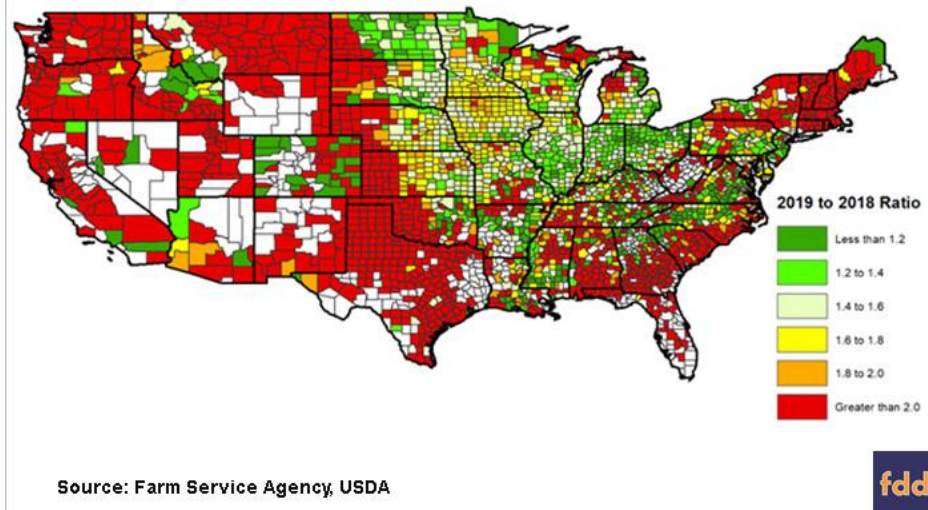 2019 to 2018 Ratio
Less than 1.2
1.2 to 1.4
1.4 to 1.6
1.6 to 1.8
1.8 to 2.0
Greater than 2.0
Source: Farm Service Agency, USDA
fdd